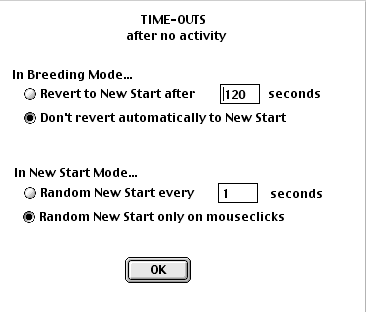 TIME-OUTS
after no activity
In Breeding Mode...
Revert to New Start after 120 seconds
Don't revert automatically to New Start
In New Start Mode...
Random New Start every 1 seconds
Random New Start only on mouseclicks
OK